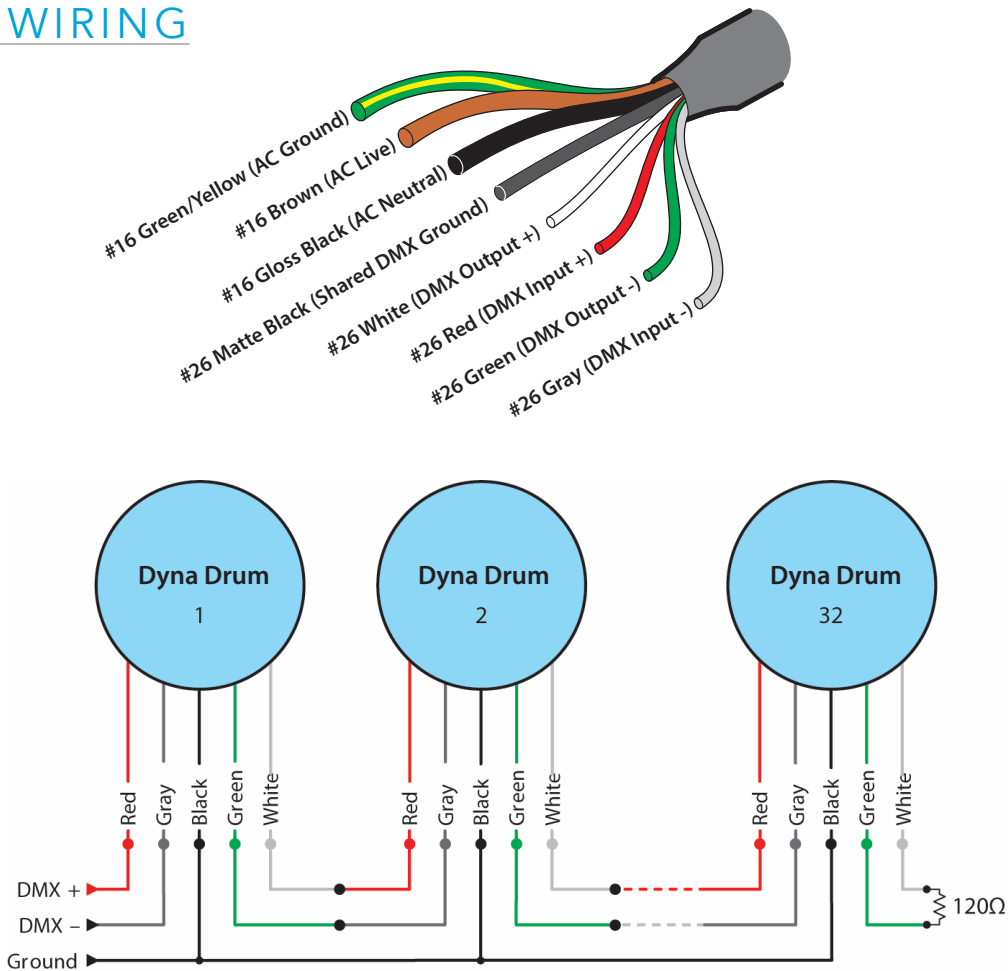 WIRING
#16 Green/Yellow (AC Ground)
#16 Brown (AC Live)
#16 Gloss Black (AC Neutral)
#26 Matte Black (Shared DMX Ground)
#26 White (DMX Output +)
#26 Red (DMX Input +)
#26 Green (DMX Output -)
#26 Gray (DMX Input -)
Dyna Drum
1
Dyna Drum
2
Dyna Drum
32
Red
Gray
Black
Green
White
Red
Gray
Black
Green
White
Red
Gray
Black
Green
White
DMX +
DMX –
Ground
120Ω